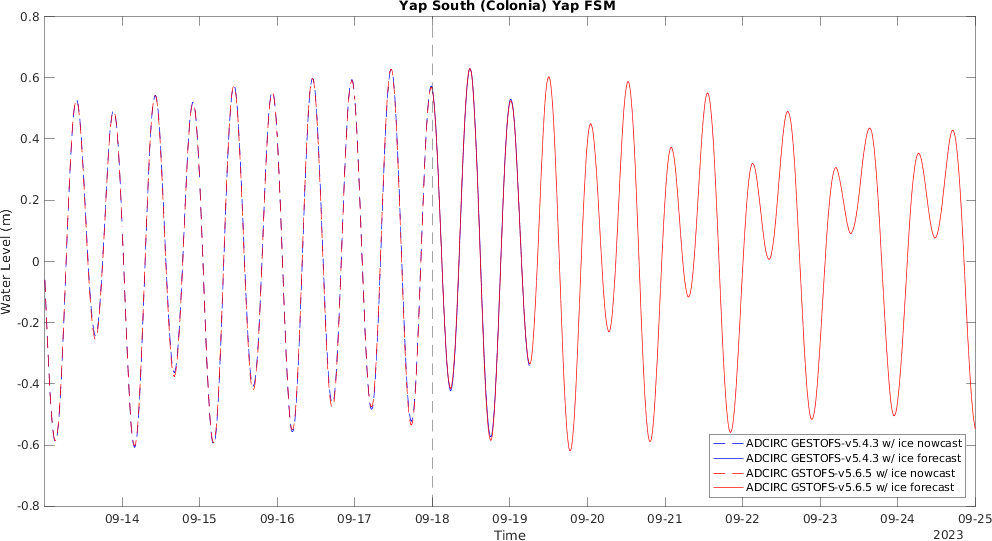 Yap South (Colonia) Yap FSM
0.8
0.6
0.4
0.2
0
-0.2
-0.4
-0.6
-0.8
Water Level (m)
ADCIRC GESTOFS-v5.4.3 w/ ice nowcast
ADCIRC GESTOFS-v5.4.3 w/ ice forecast
ADCIRC GSTOFS-v5.6.5 w/ ice nowcast
ADCIRC GSTOFS-v5.6.5 w/ ice forecast
09-14 09-15 09-16 09-17 09-18 09-19 09-20 09-21 09-22 09-23 09-24 09-25
Time
2023